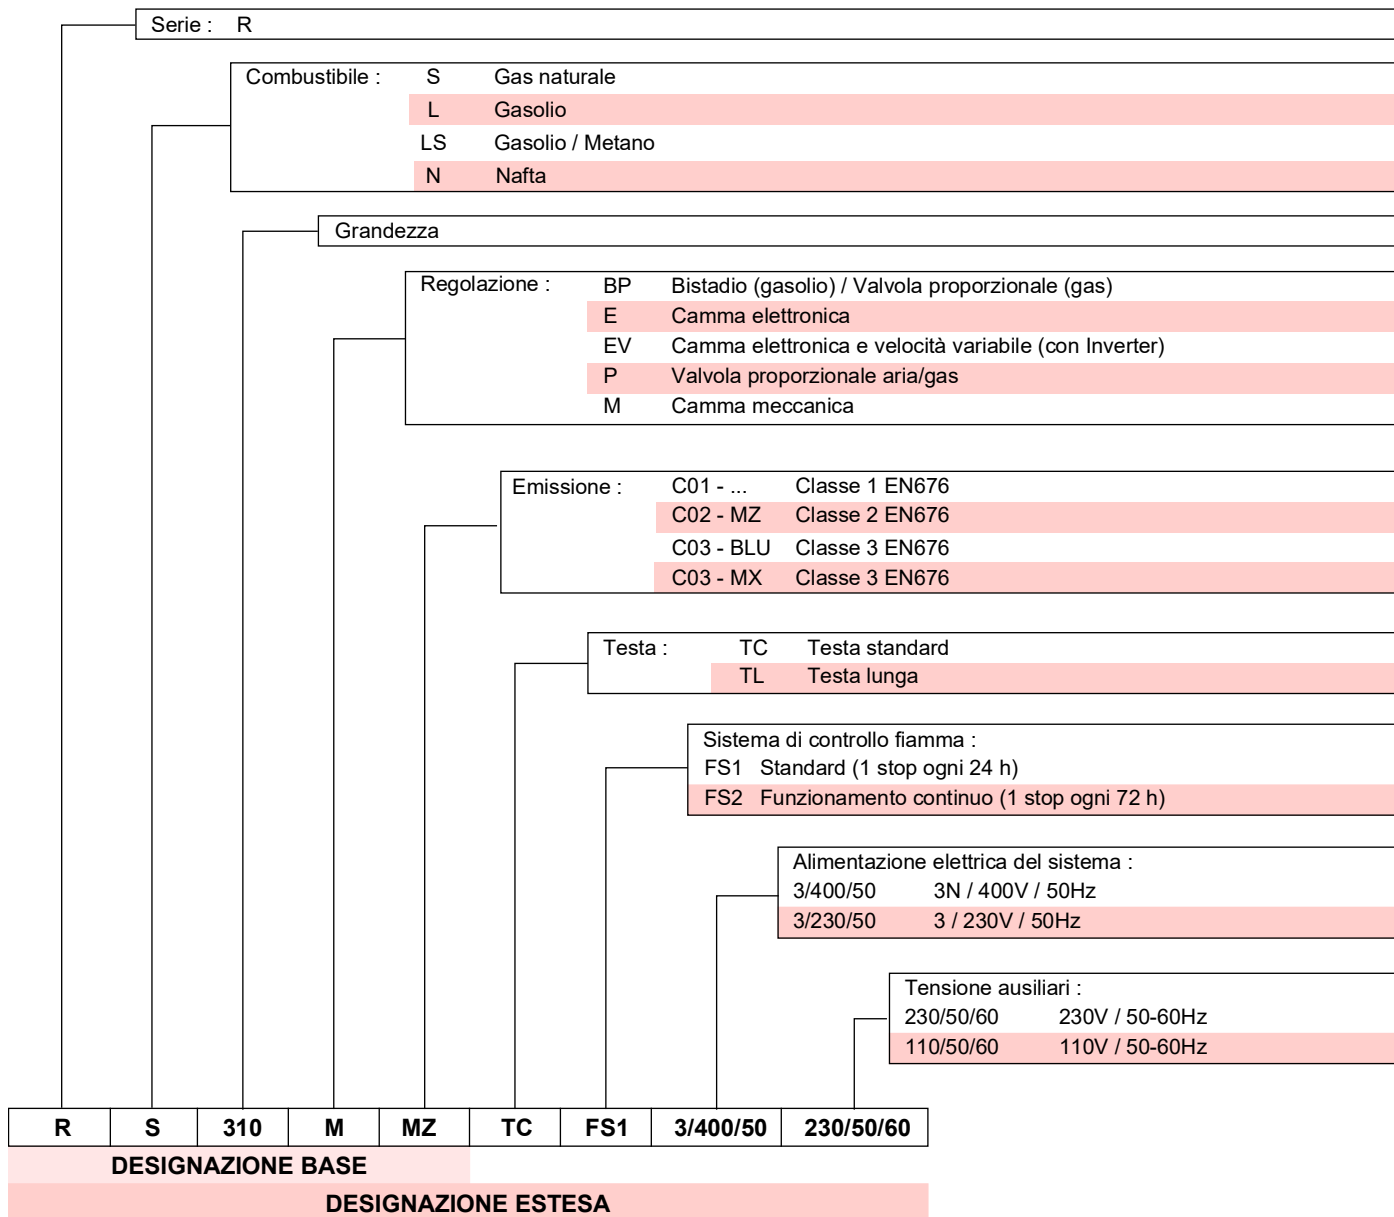 Serie : R
Combustibile : S Gas naturale
L Gasolio
LS Gasolio / Metano
N Nafta
Grandezza
Regolazione : BP Bistadio (gasolio) / Valvola proporzionale (gas)
E Camma elettronica
EV Camma elettronica e velocità variabile (con Inverter)
P Valvola proporzionale aria/gas
M Camma meccanica
Emissione : C01 - ... Classe 1 EN676
C02 - MZ Classe 2 EN676
C03 - BLU Classe 3 EN676
C03 - MX Classe 3 EN676
Testa : TC Testa standard
TL Testa lunga
Sistema di controllo fiamma :
FS1 Standard (1 stop ogni 24 h)
FS2 Funzionamento continuo (1 stop ogni 72 h)
Alimentazione elettrica del sistema :
3/400/50 3N / 400V / 50Hz
3/230/50 3 / 230V / 50Hz
Tensione ausiliari :
230/50/60 230V / 50-60Hz
110/50/60 110V / 50-60Hz
R S 310 M MZ TC FS1 3/400/50 230/50/60
DESIGNAZIONE BASE
DESIGNAZIONE ESTESA